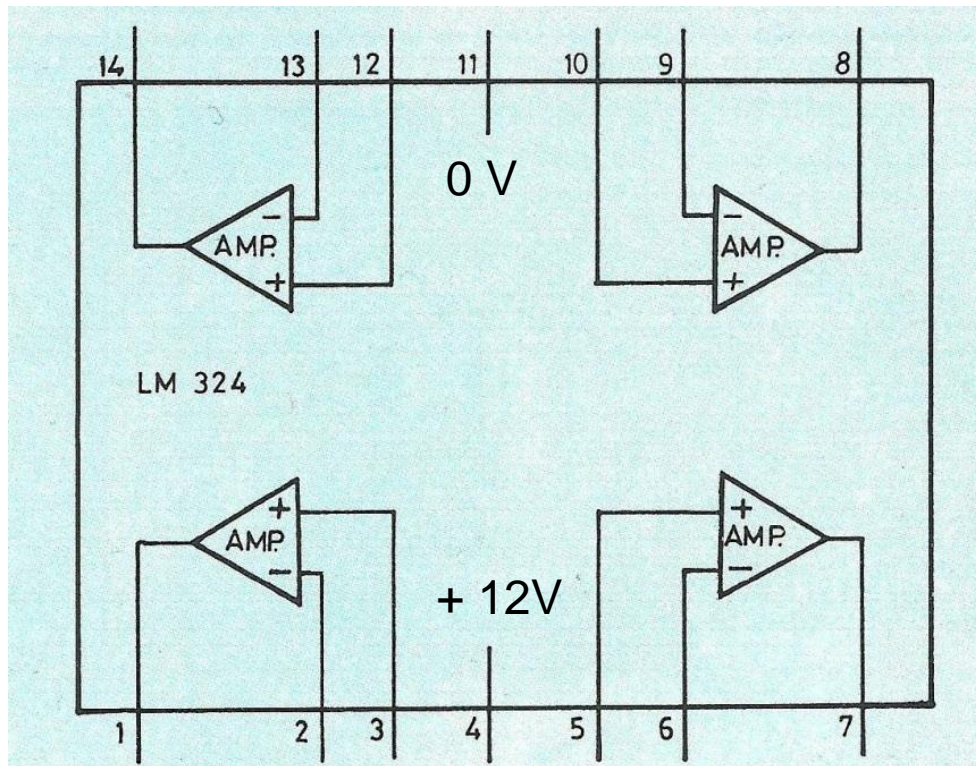 14 13 12 11 10 9 8
0 V
- AMP. + - AMP. +
LM 324
+ AMP. - + AMP. -
+ 12V
1 2 3 4 5 6 7